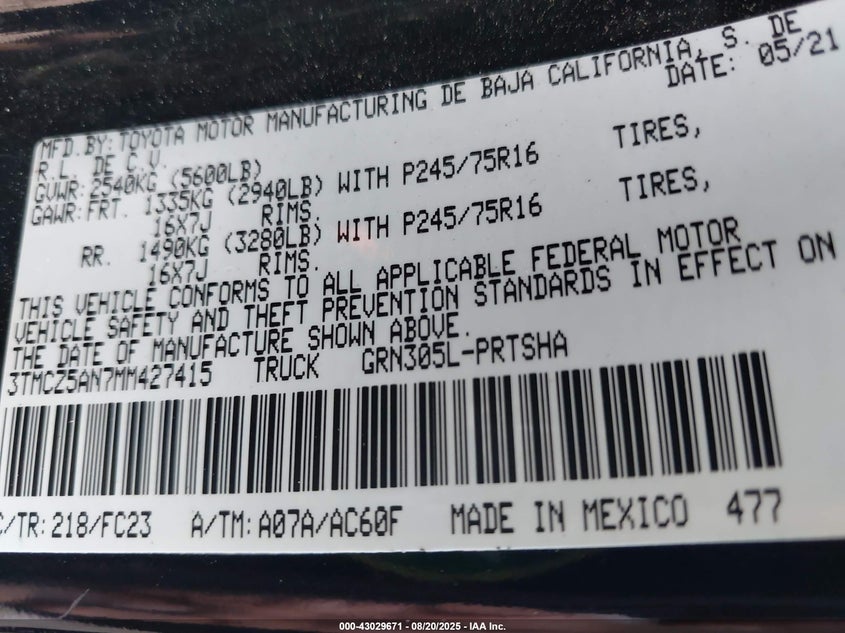 MFD.BY:TOYOTA MOTOR MANUFACTURING DE BAJA CALIFORNIA, S. DE
R.L. DE C.V. DATE: 05/21
GVWR:2540KG (5600LB)
GAWR:FRT. 1335KG (2940LB) WITH P245/75R16 TIRES,
16X7J RIMS.
RR. 1490KG (3280LB) WITH P245/75R16 TIRES,
16X7J RIMS.
THIS VEHICLE CONFORMS TO ALL APPLICABLE FEDERAL MOTOR
VEHICLE SAFETY AND THEFT PREVENTION STANDARDS IN EFFECT ON
THE DATE OF MANUFACTURE SHOWN ABOVE.
3TMCZ5AN7MM427415 TRUCK GRN305L-PRTSHA
C/TR:218/FC23 A/TM:A07A/AC60F MADE IN MEXICO 477
000-43029671 - 08/20/2025 - IAA Inc.